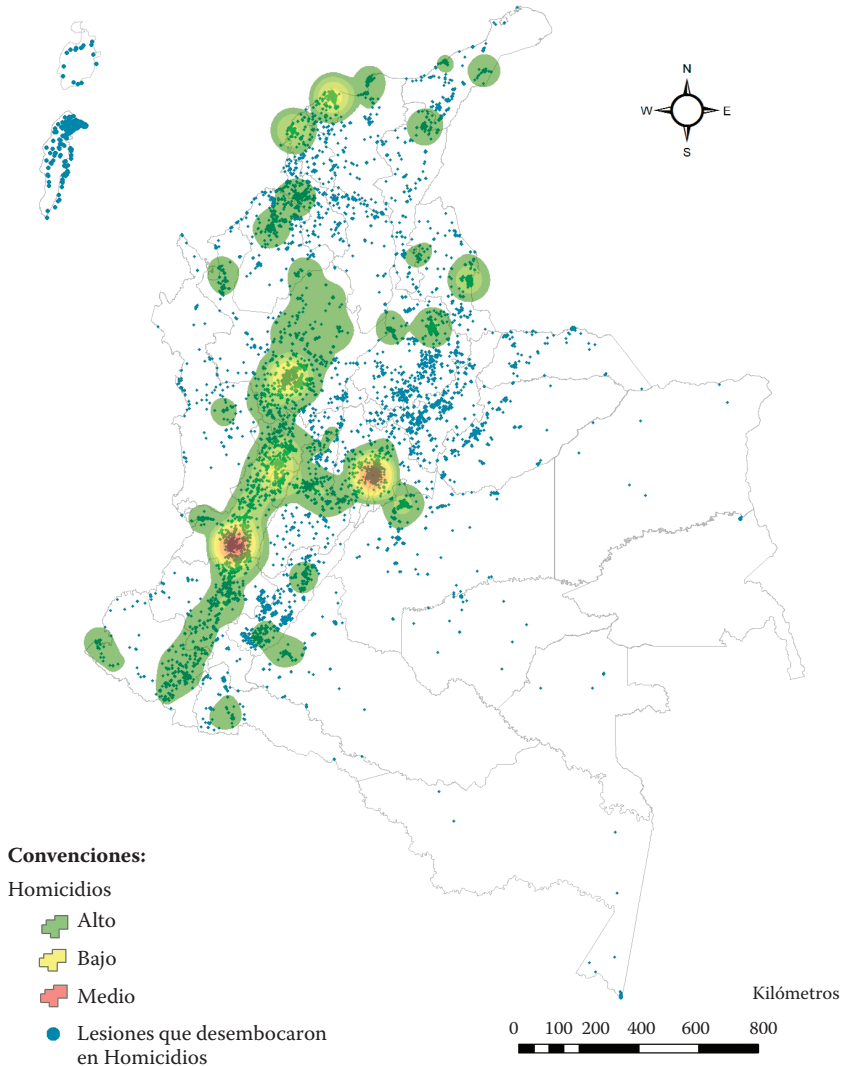 N
W E
S
Convenciones:
Homicidios
Alto
Bajo
Medio
Lesiones que desembocaron
en Homicidios
Kilómetros
0 100 200 400 600 800